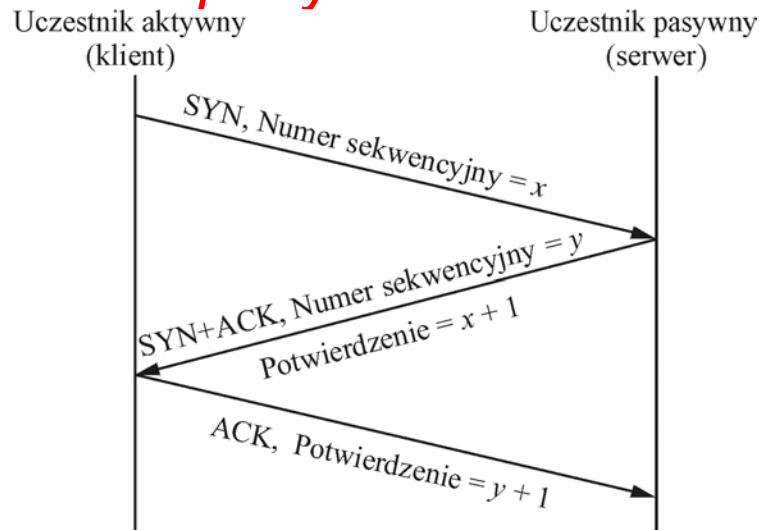 Uczestnik aktywny
(klient)
Uczestnik pasywny
(serwer)
SYN, Numer sekwencyjny = x
SYN+ACK, Numer sekwencyjny = y
Potwierdzenie = x + 1
ACK, Potwierdzenie = y + 1